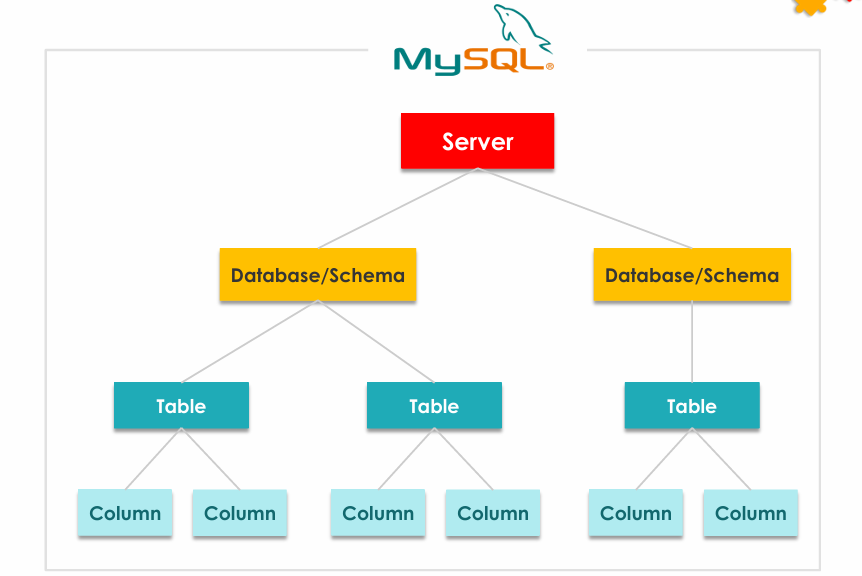 MySQL®
Server
Database/Schema Database/Schema
Table Table Table
Column Column Column Column Column Column